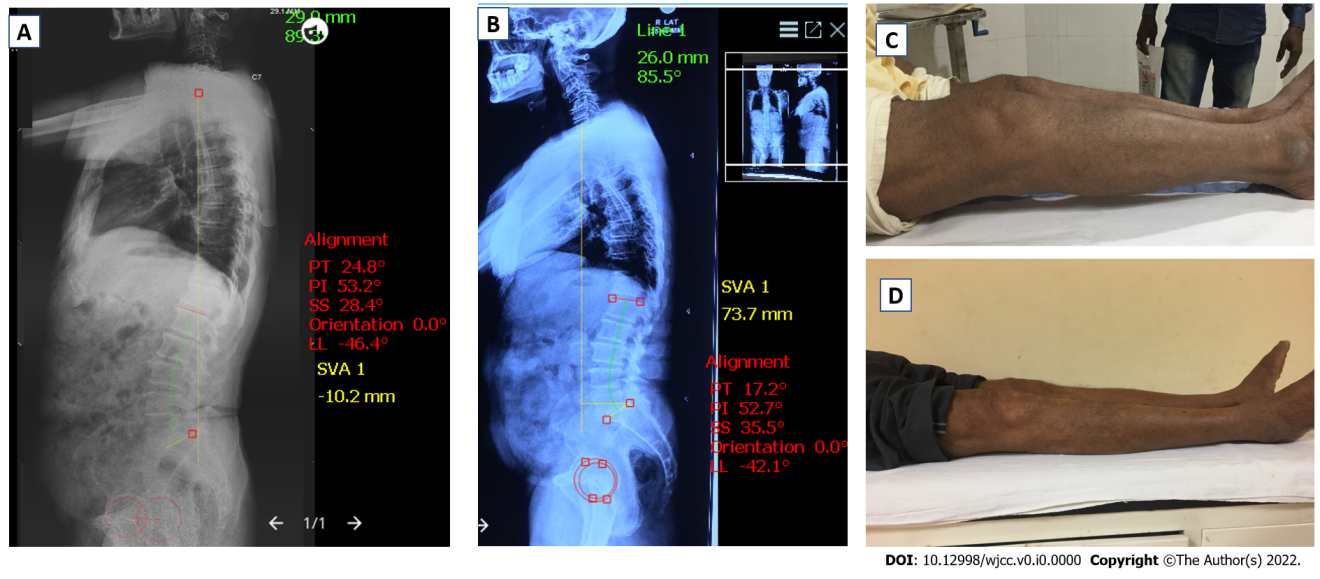 A
29.0 mm
C7
Alignment
PT 24.8°
PI 53.2°
SS 28.4°
Orientation 0.0°
LL -46.4°
SVA 1
-10.2 mm
1/1
B
R LAT
Line 1
26.0 mm
85.5°
SVA 1
73.7 mm
Alignment
PT 17.2°
PI 52.7°
SS 35.5°
Orientation 0.0°
LL -42.1°
C
D
DOI: 10.12998/wjcc.v0.i0.0000 Copyright ©The Author(s) 2022.